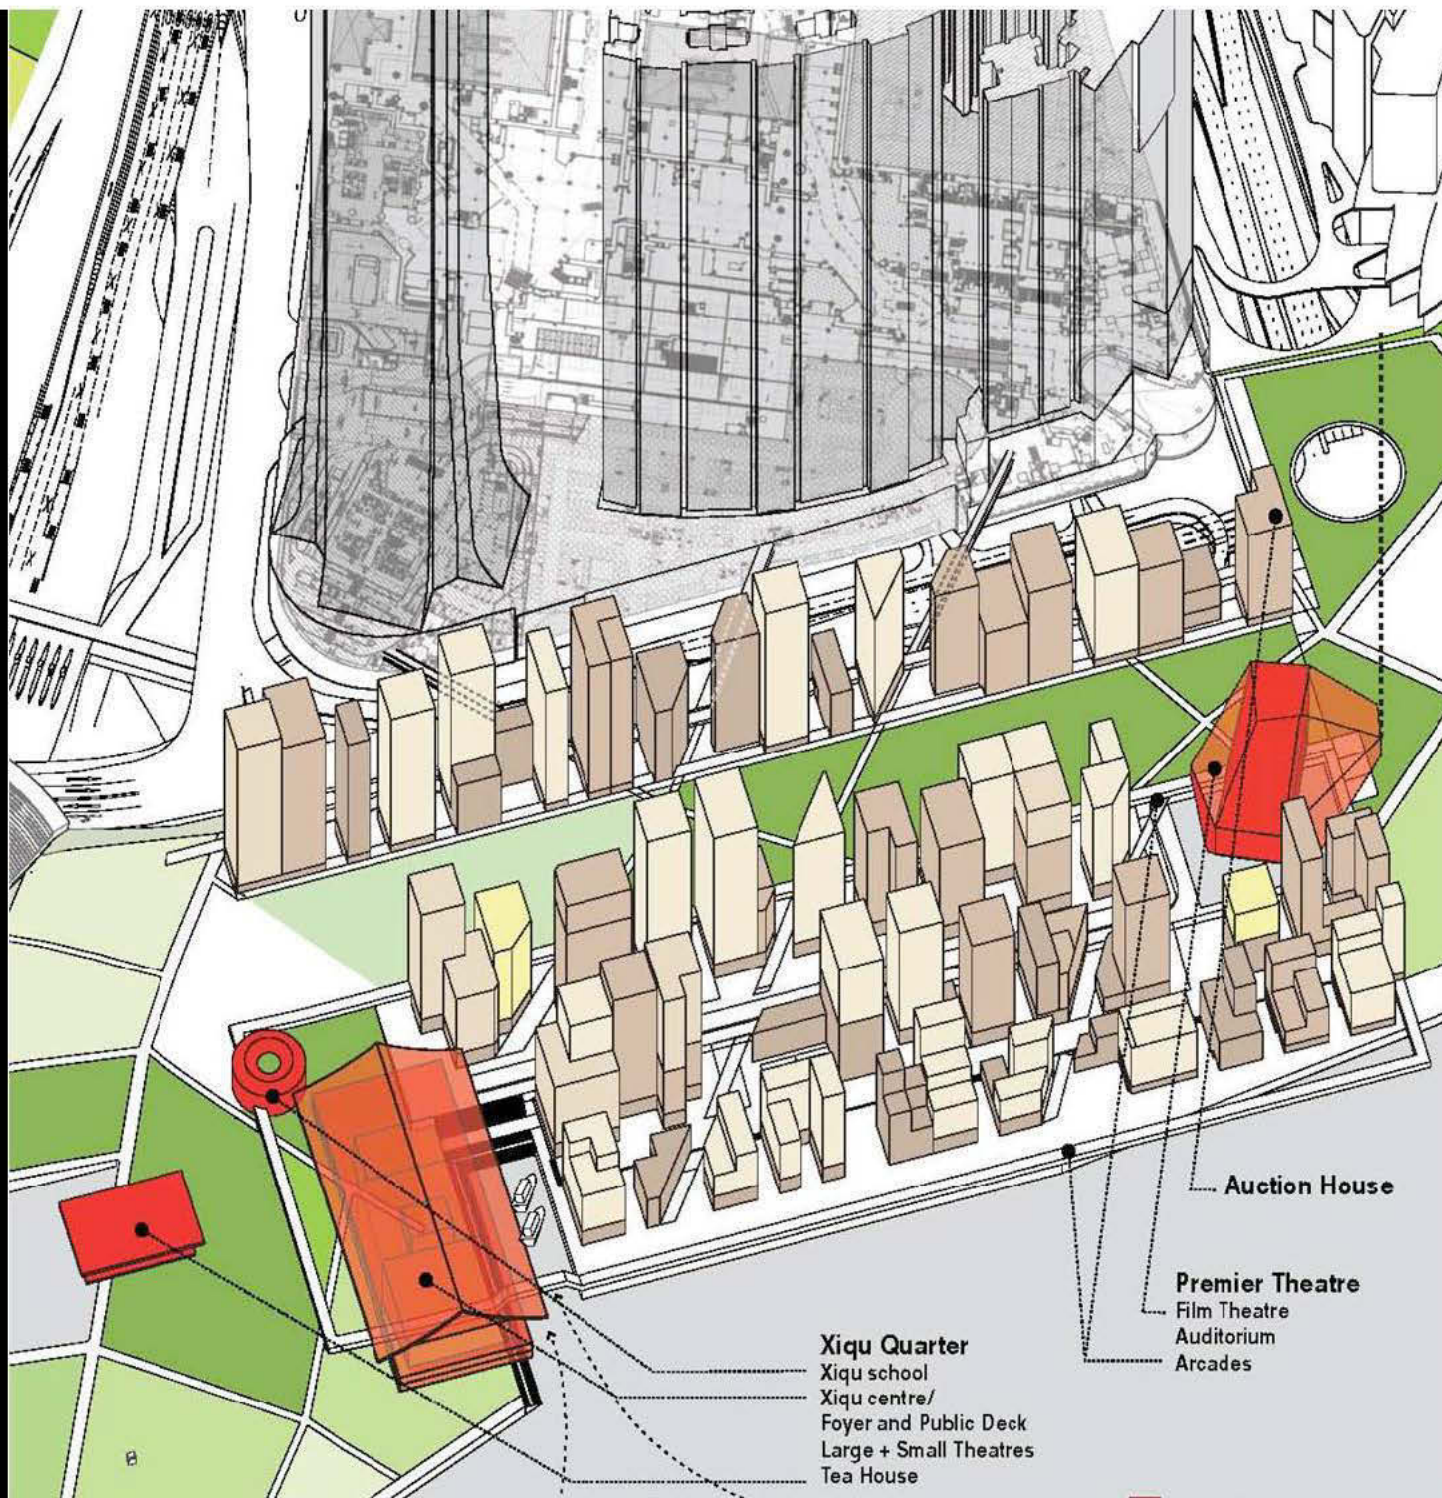 Auction House
Premier Theatre
Film Theatre
Auditorium
Arcades
Xiqu Quarter
Xiqu school
Xiqu centre/
Foyer and Public Deck
Large + Small Theatres
Tea House